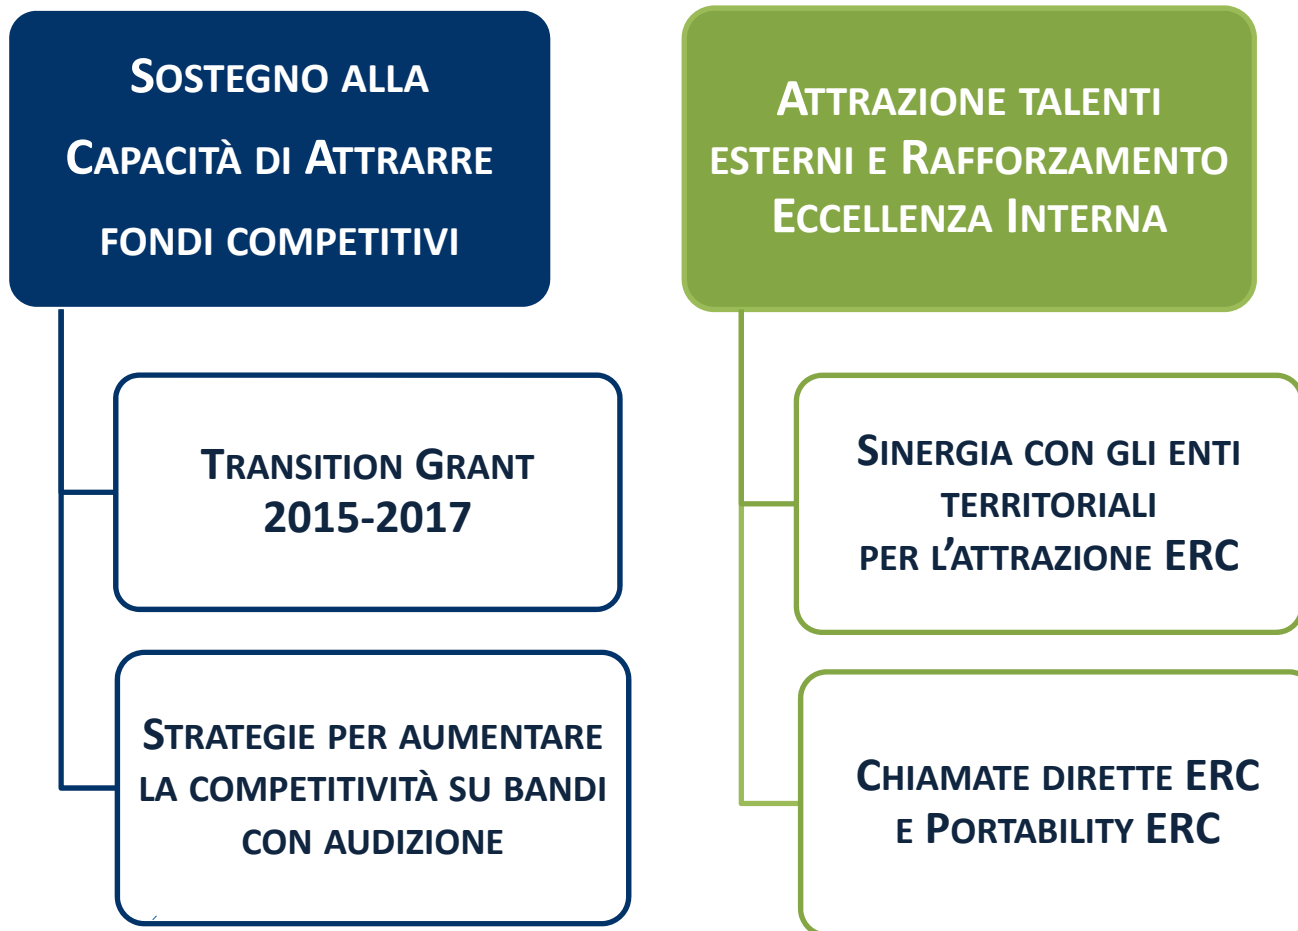 Sostegno alla
Capacità di Attrarre
fondi competitivi
Transition Grant
2015-2017
Strategie per aumentare
la competitività su bandi
con audizione
Attrazione talenti
esterni e Rafforzamento
Eccellenza Interna
Sinergia con gli enti
territoriali
per l’attrazione ERC
Chiamate dirette ERC
e Portability ERC